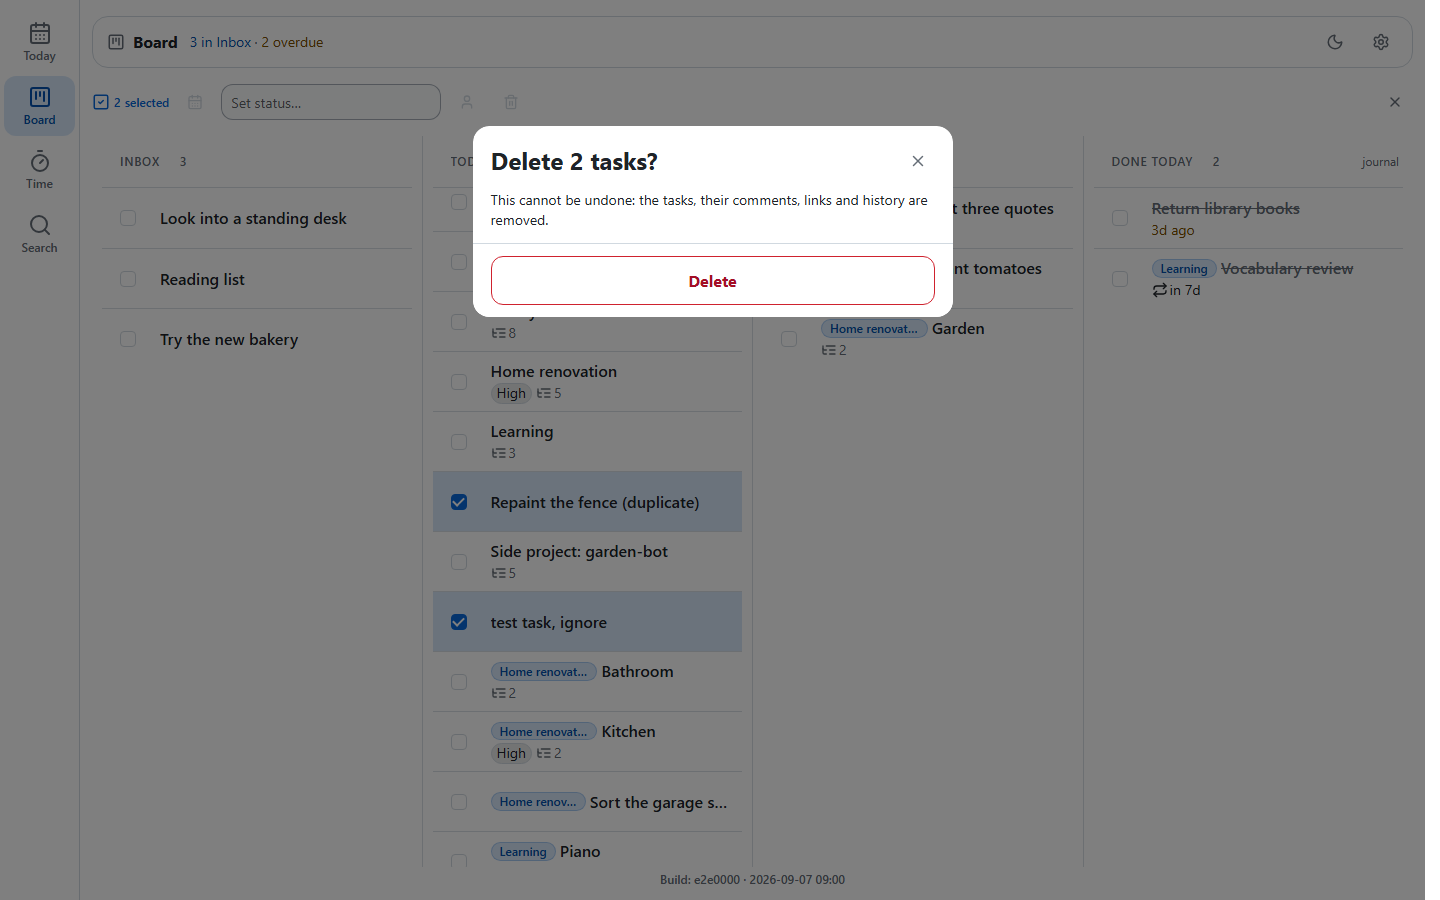 Today
Board
Time
Search
Board 3 in Inbox · 2 overdue
2 selected
Set status...
INBOX 3
Look into a standing desk
Reading list
Try the new bakery
Delete 2 tasks?
This cannot be undone: the tasks, their comments, links and history are
removed.
Delete
8
Home renovation
High 5
Learning
3
Repaint the fence (duplicate)
Side project: garden-bot
5
test task, ignore
Home renovat... Bathroom
2
Home renovat... Kitchen
High 2
Home renov... Sort the garage s...
Learning Piano
three quotes
tomatoes
Home renovat... Garden
2
DONE TODAY 2 journal
Return library books
3d ago
Learning Vocabulary review
in 7d
Build: e2e0000 · 2026-09-07 09:00